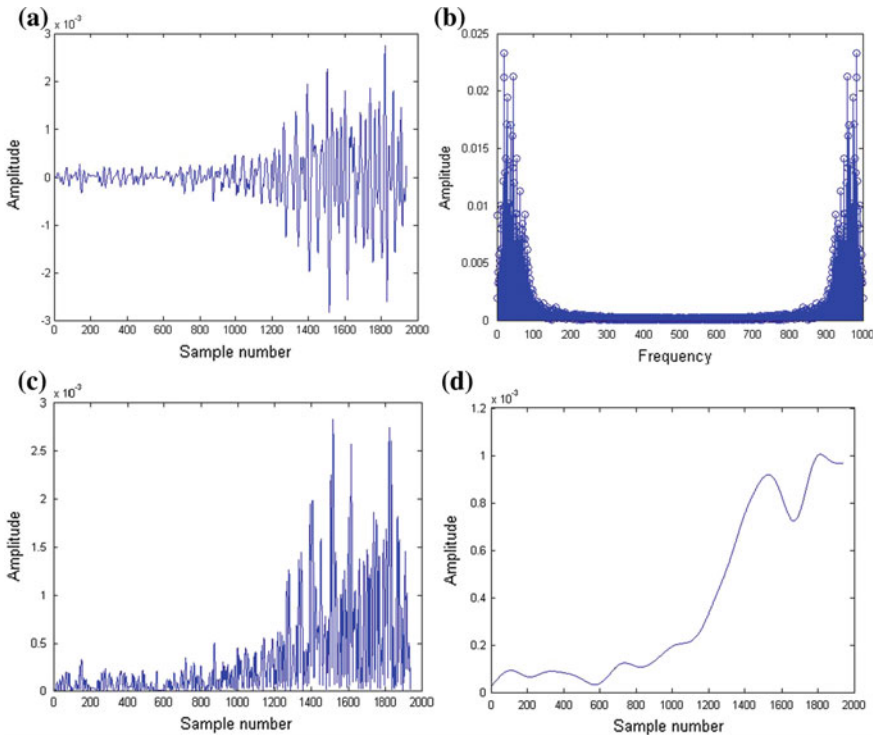 (a)
x 10^-3
3
2
1
0
-1
-2
-3
Amplitude
0 200 400 600 800 1000 1200 1400 1600 1800 2000
Sample number
(b)
0.025
0.02
0.015
0.01
0.005
0
Amplitude
0 100 200 300 400 500 600 700 800 900 1000
Frequency
(c)
x 10^-3
3
2.5
2
1.5
1
0.5
0
Amplitude
0 200 400 600 800 1000 1200 1400 1600 1800 2000
Sample number
(d)
x 10^-3
1.2
1
0.8
0.6
0.4
0.2
0
Amplitude
0 200 400 600 800 1000 1200 1400 1600 1800 2000
Sample number